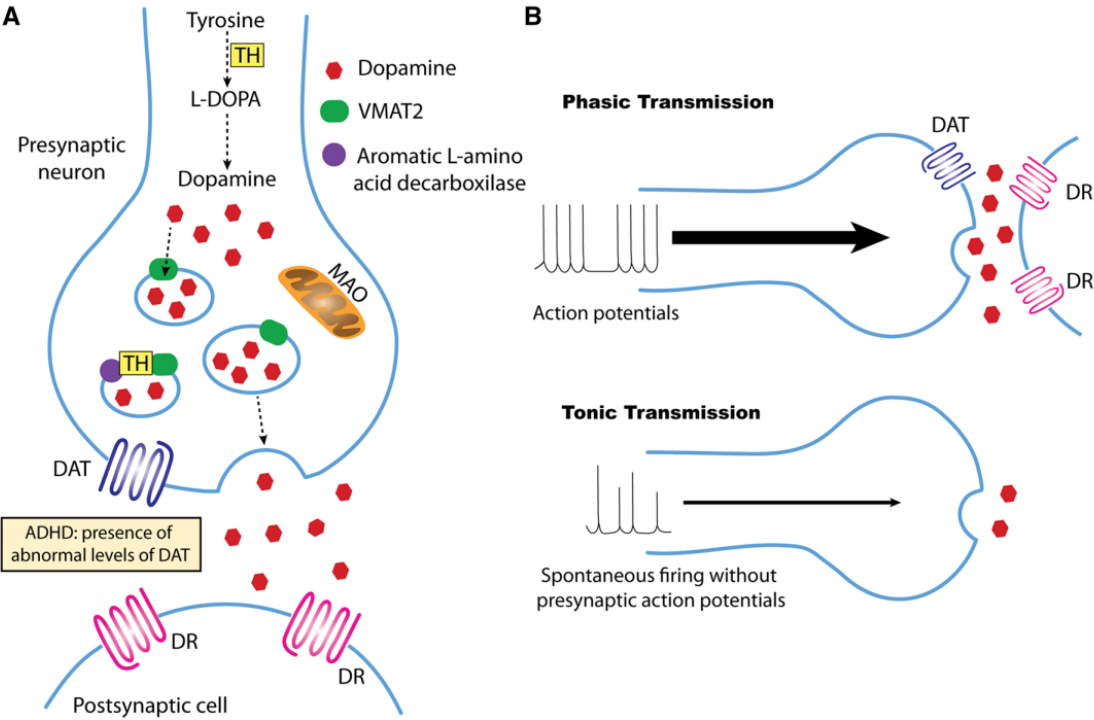 A
Tyrosine
TH
L-DOPA
Dopamine
Dopamine
VMAT2
Aromatic L-amino
acid decarboxilase
Presynaptic
neuron
MAO
TH
DAT
ADHD: presence of
abnormal levels of DAT
DR
DR
Postsynaptic cell
B
Phasic Transmission
DAT
DR
DR
Action potentials
Tonic Transmission
Spontaneous firing without
presynaptic action potentials